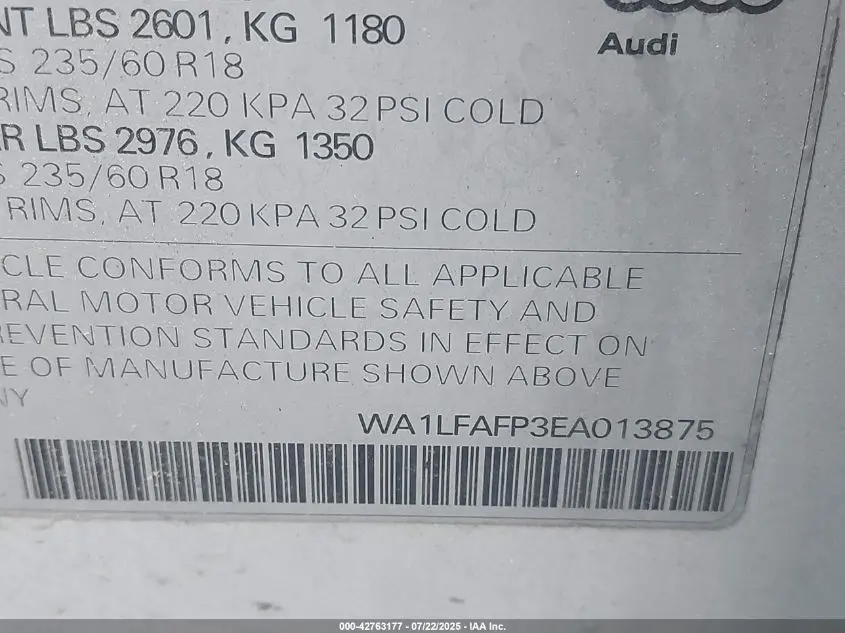 NT LBS 2601, KG 1180
Audi
S 235/60 R18
RIMS, AT 220 KPA 32 PSI COLD
R LBS 2976, KG 1350
S 235/60 R18
RIMS, AT 220 KPA 32 PSI COLD
CLE CONFORMS TO ALL APPLICABLE
RAL MOTOR VEHICLE SAFETY AND
EVENTION STANDARDS IN EFFECT ON
E OF MANUFACTURE SHOWN ABOVE
NY
WA1LFAFP3EA013875
000-42763177 - 07/22/2025 - IAA Inc.